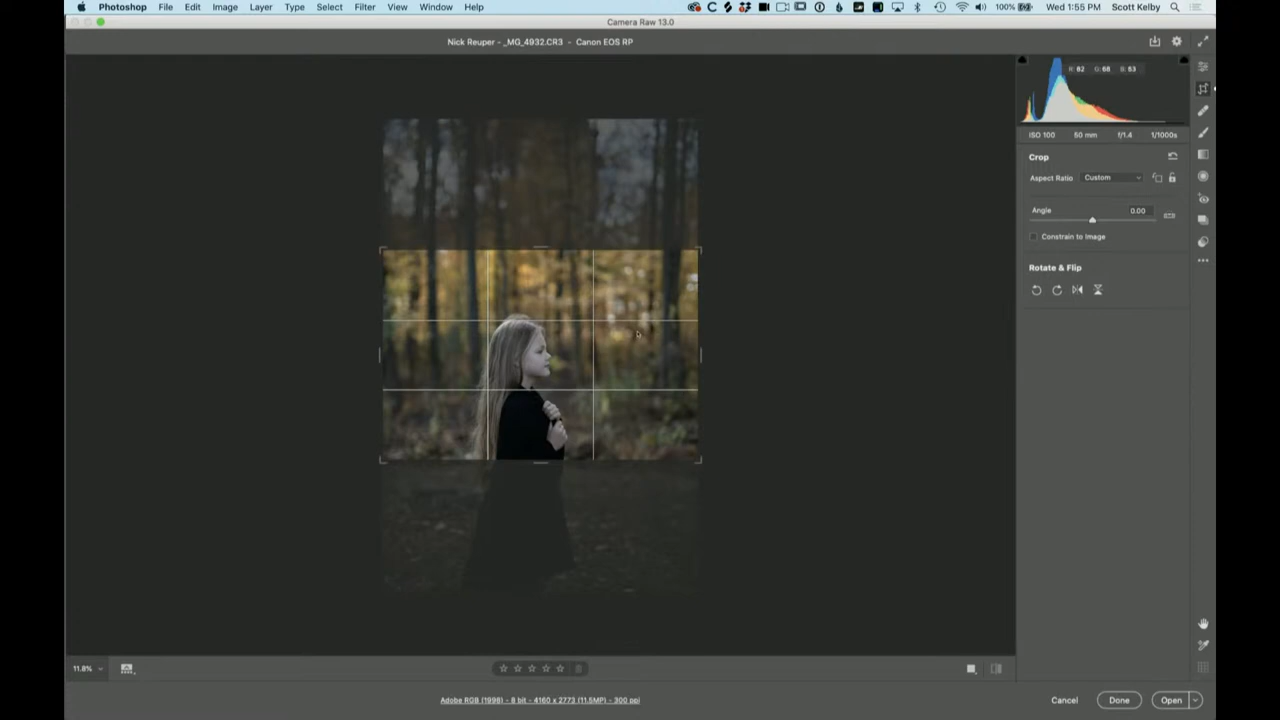 Photoshop File Edit Image Layer Type Select Filter View Window Help 100% Wed 1:55 PM Scott Kelby
Camera Raw 13.0
Nick Reuper - _MG_4932.CR3 - Canon EOS RP
R: 82 G: 68 B: 53
ISO 100 50 mm f/1.4 1/1000s
Crop
Aspect Ratio Custom
Angle 0.00
Constrain to Image
Rotate & Flip
11.8%
Adobe RGB (1998) - 8 bit - 4160 x 2773 (11.5MP) - 300 ppi
Cancel Done Open